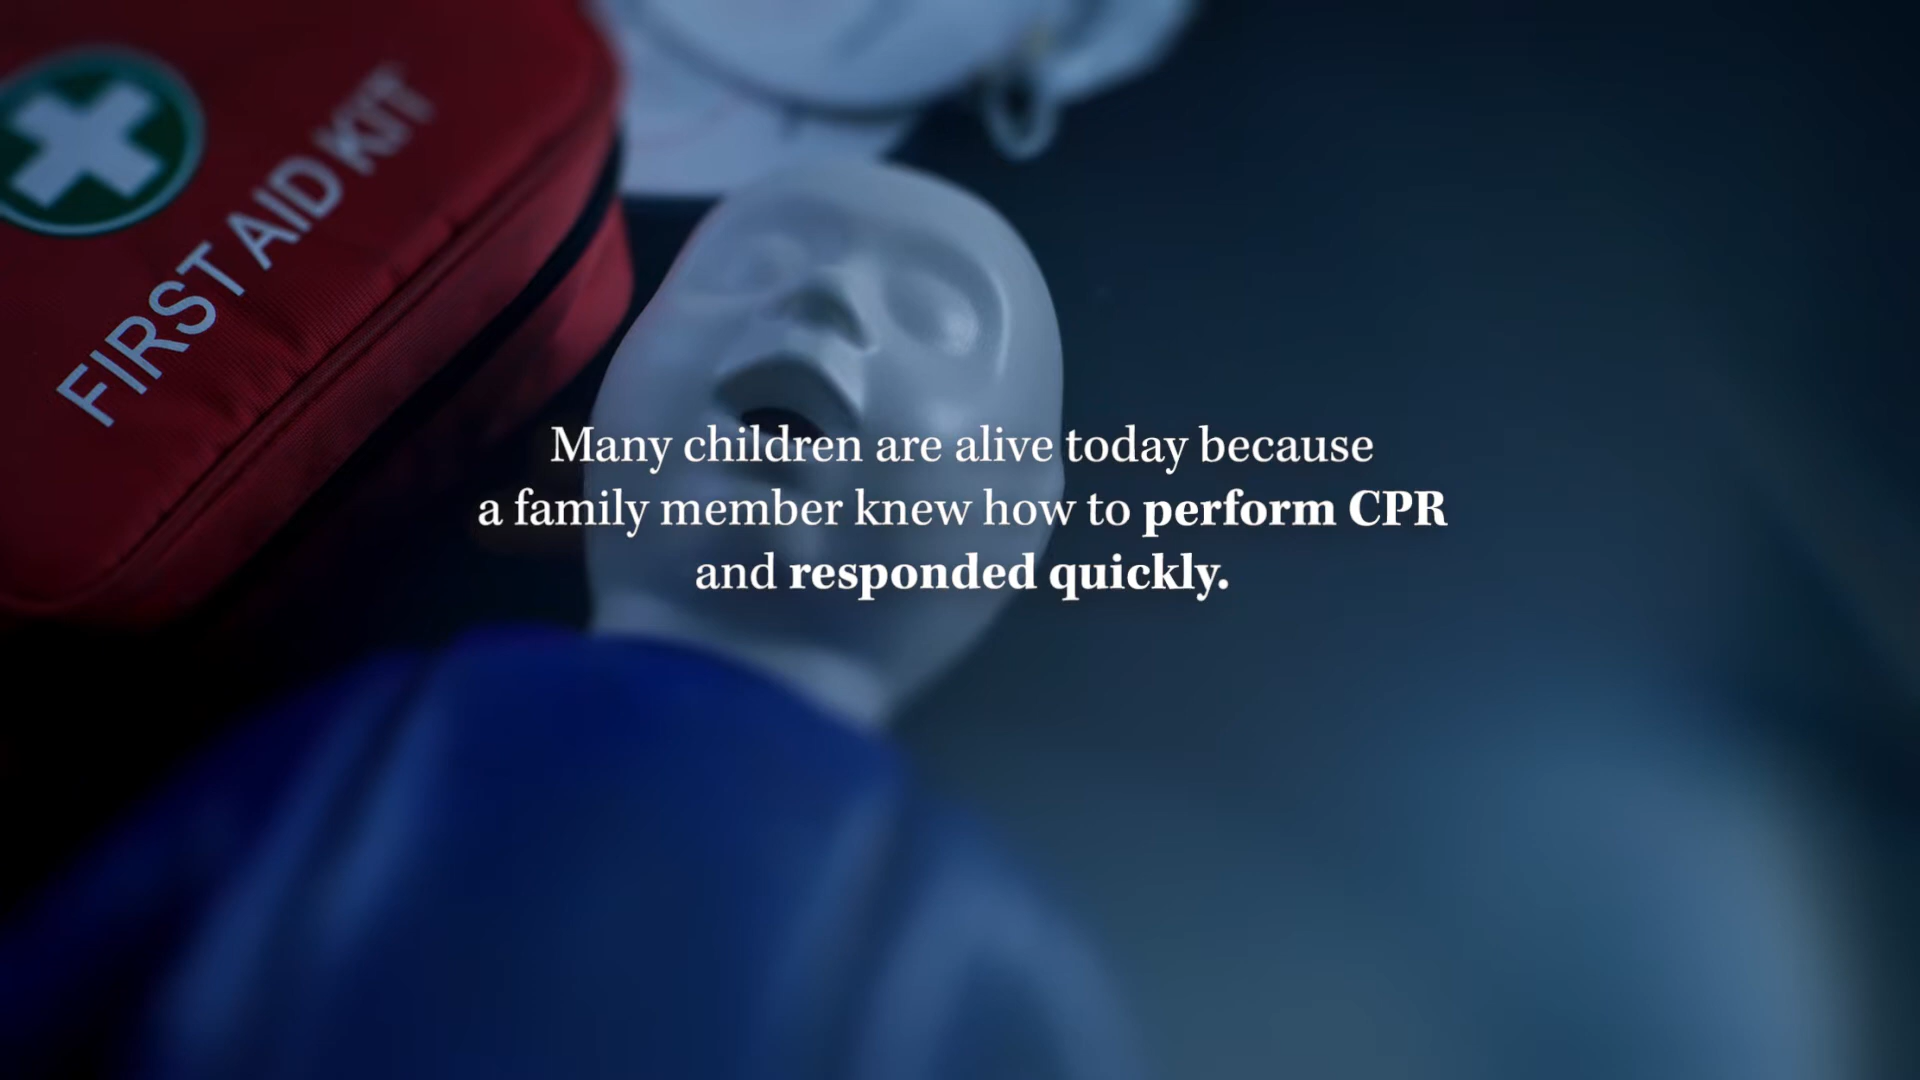 FIRST AID KIT
Many children are alive today because
a family member knew how to perform CPR
and responded quickly.